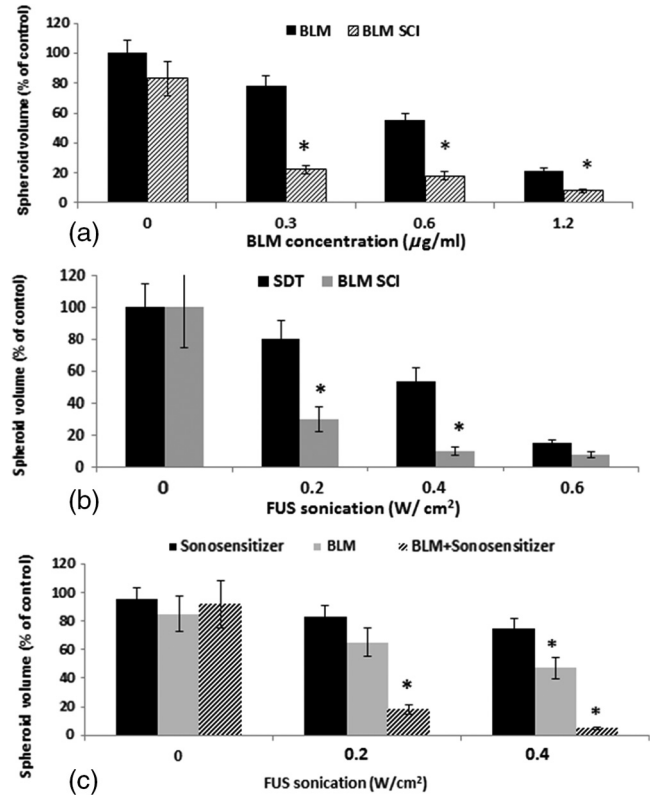 BLM BLM SCI
Spheroid volume (% of control)
120
100
80
60
40
20
0
*
*
*
0 0.3 0.6 1.2
(a)
BLM concentration (µg/ml)
SDT BLM SCI
Spheroid volume (% of control)
120
100
80
60
40
20
0
*
*
0 0.2 0.4 0.6
(b)
FUS sonication (W/ cm²)
Sonosensitizer BLM BLM+Sonosensitizer
Spheroid volume (% of control)
120
100
80
60
40
20
0
*
*
*
0 0.2 0.4
(c)
FUS sonication (W/cm²)